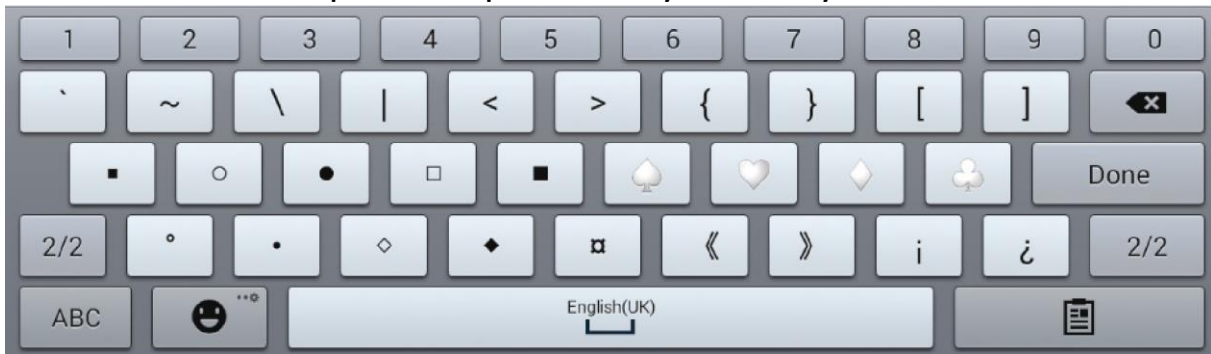 1 2 3 4 5 6 7 8 9 0
` ~ \ | < > { } [ ]
▪ ○ ● □ ■ ♠ ♥ ♦ ♣ Done
2/2 ° • ◇ ◆ ¤ 《 》 ¡ ¿ 2/2
ABC English(UK)